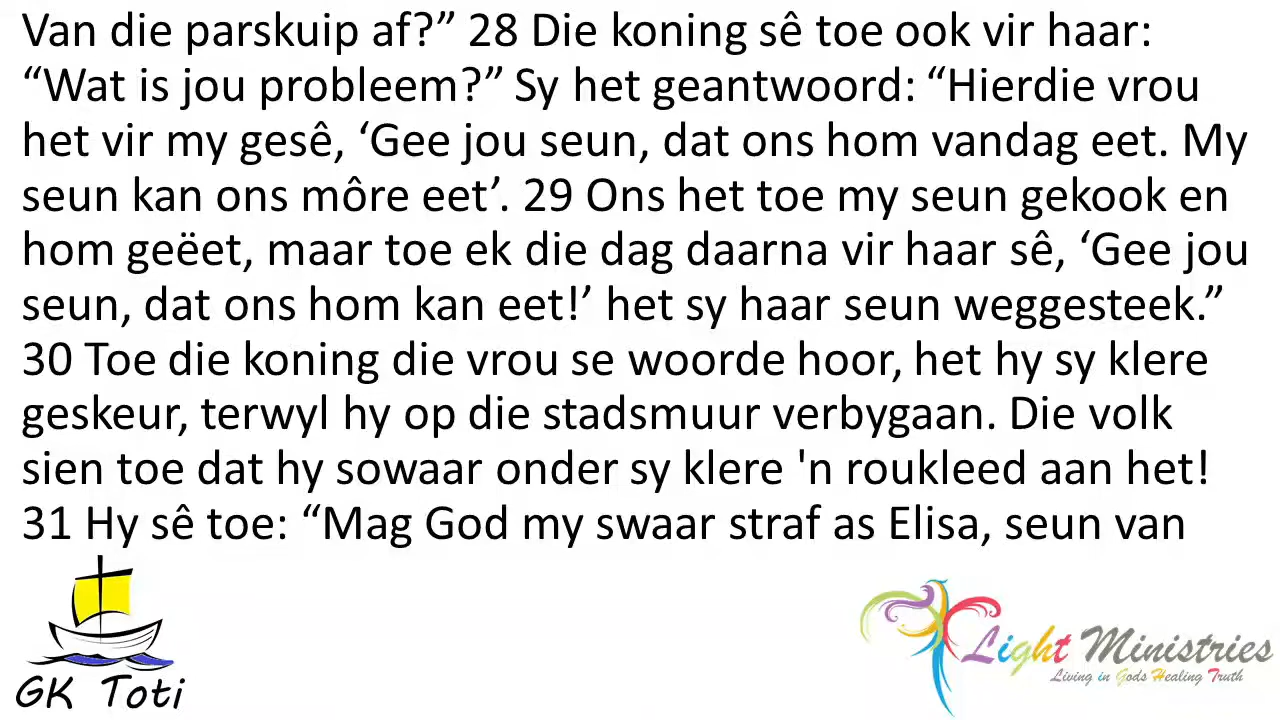 Van die parskuip af?” 28 Die koning sê toe ook vir haar:
“Wat is jou probleem?” Sy het geantwoord: “Hierdie vrou
het vir my gesê, ‘Gee jou seun, dat ons hom vandag eet. My
seun kan ons môre eet’. 29 Ons het toe my seun gekook en
hom geëet, maar toe ek die dag daarna vir haar sê, ‘Gee jou
seun, dat ons hom kan eet!’ het sy haar seun weggesteek.”
30 Toe die koning die vrou se woorde hoor, het hy sy klere
geskeur, terwyl hy op die stadsmuur verbygaan. Die volk
sien toe dat hy sowaar onder sy klere 'n roukleed aan het!
31 Hy sê toe: “Mag God my swaar straf as Elisa, seun van
GK Toti
Light Ministries
Living in Gods Healing Truth